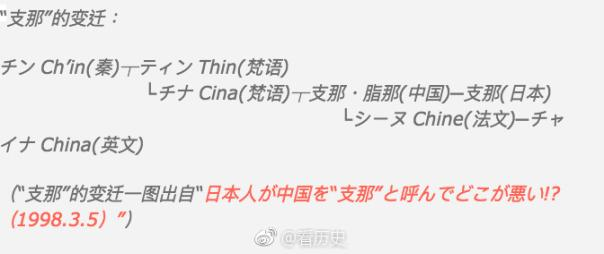 “支那”的变迁：
チン Ch’in(秦)┬ティン Thin(梵语)
└チナ Cina(梵语)┬支那・脂那(中国)─支那(日本)
└シーヌ Chine(法文)─チャ
イナ China(英文)
（“支那”的变迁一图出自“日本人が中国を“支那”と呼んでどこが悪い!?
（1998.3.5）”）
@看历史